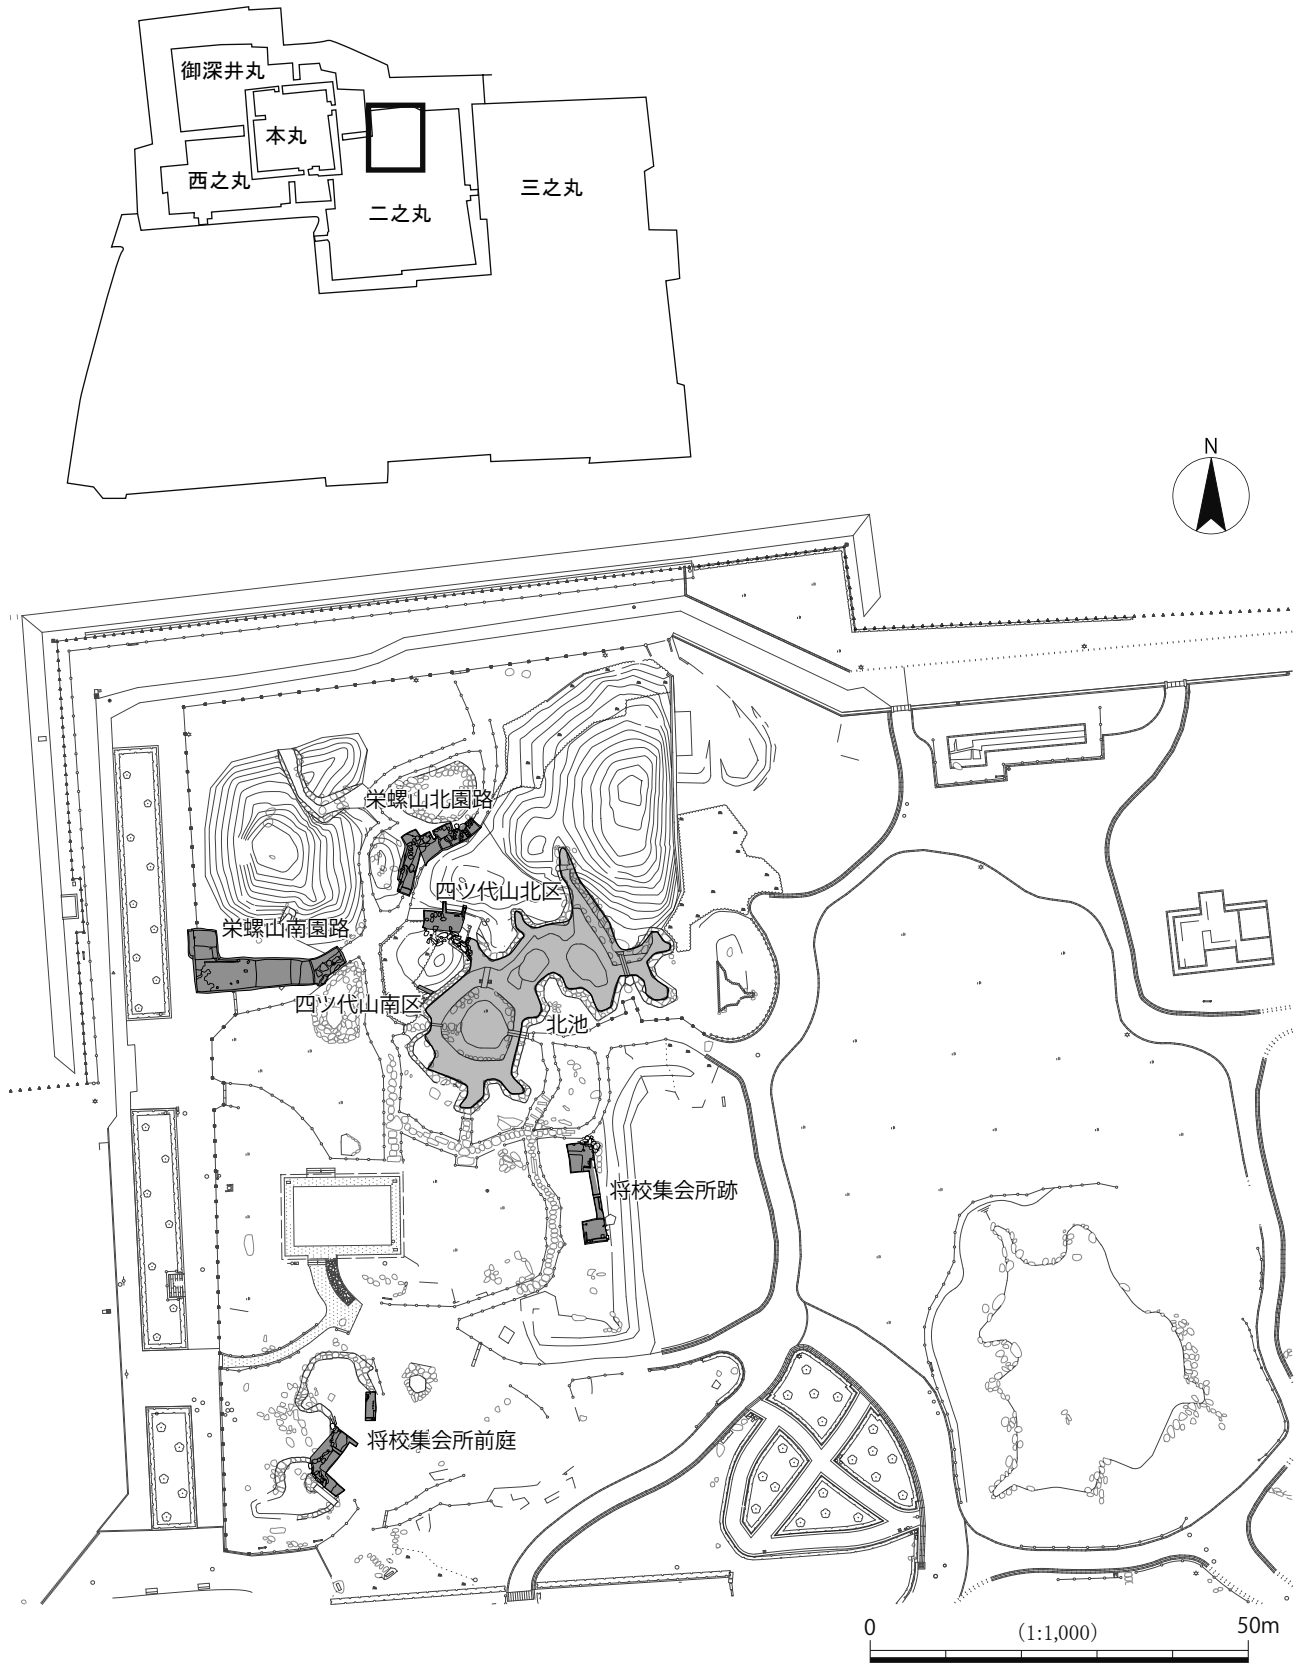 御深井丸
本丸
西之丸
二之丸
三之丸
N
栄螺山北園路
四ツ代山北区
栄螺山南園路
四ツ代山南区
北池
将校集会所跡
将校集会所前庭
0
(1:1,000)
50m